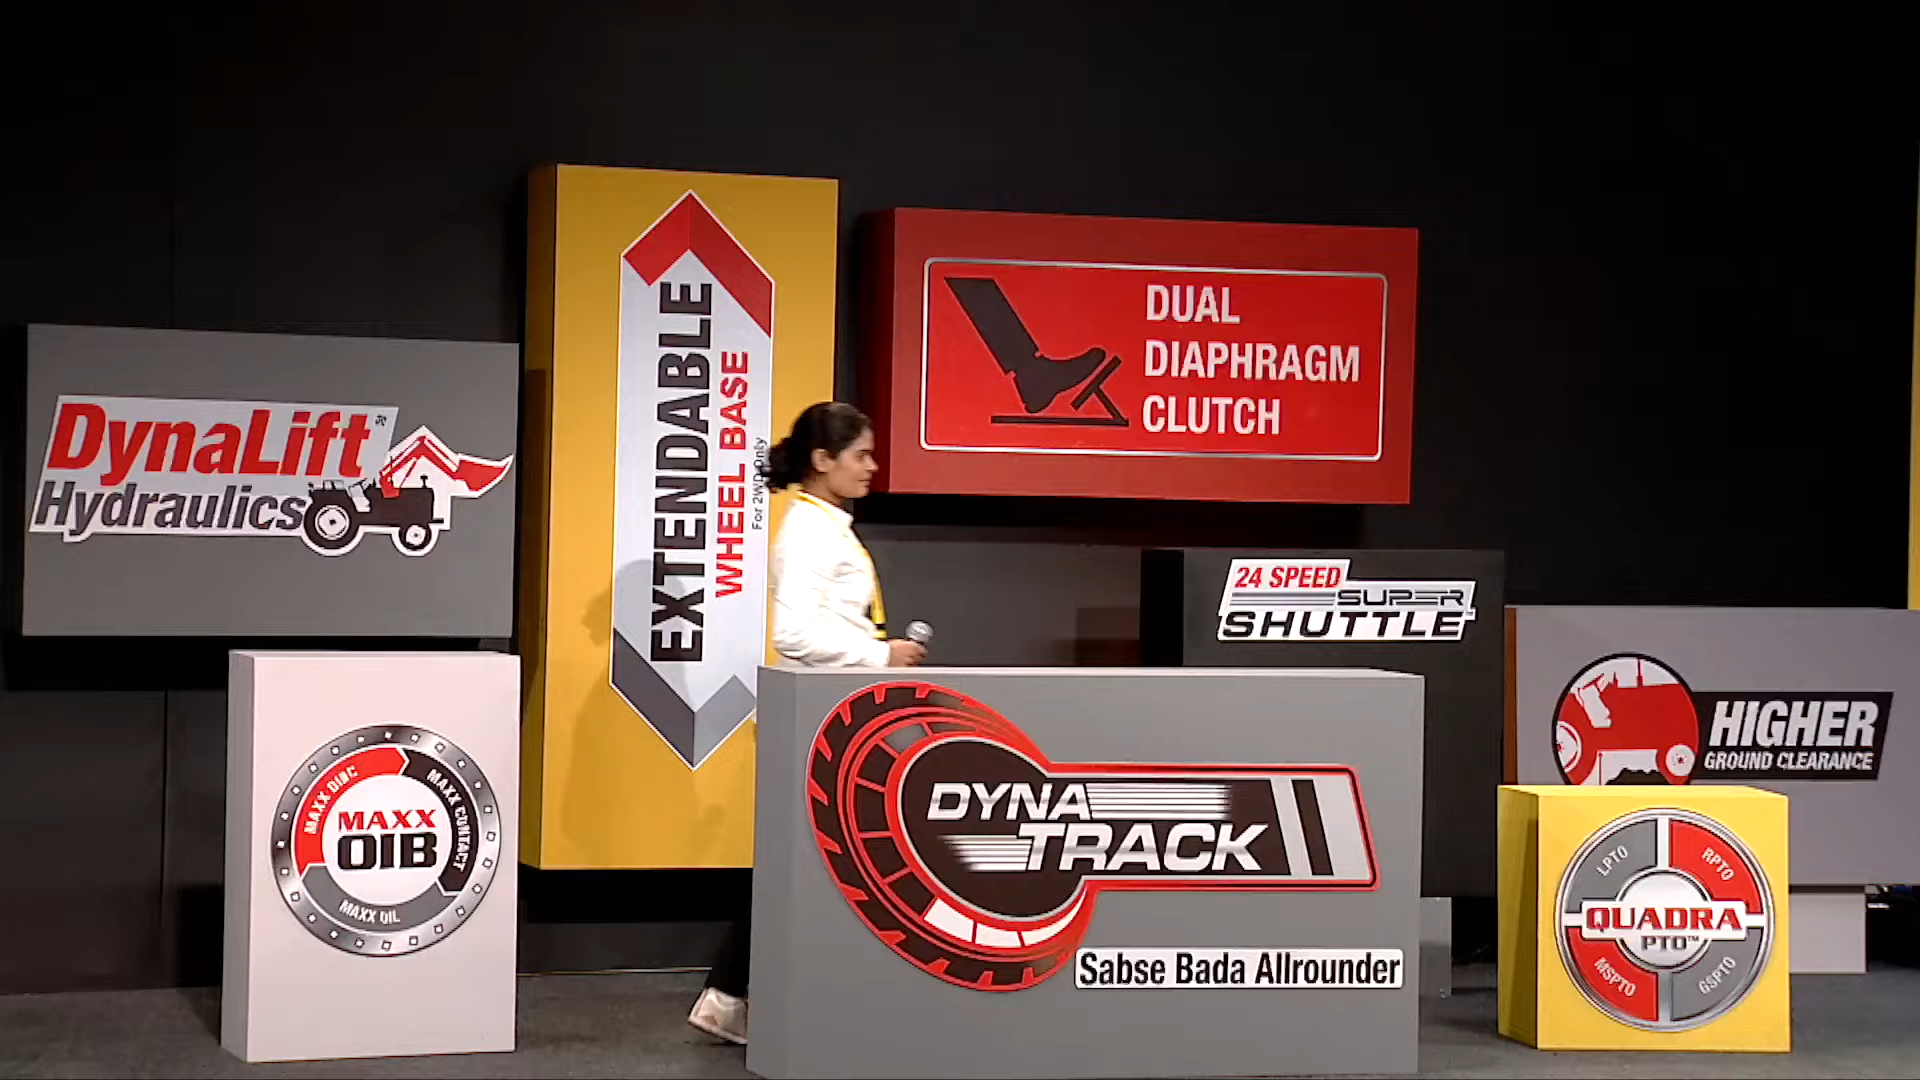 DynaLift®
Hydraulics
EXTENDABLE
WHEEL BASE
For 2WD Only
DUAL
DIAPHRAGM
CLUTCH
24 SPEED
SUPER
SHUTTLE
HIGHER
GROUND CLEARANCE
MAXX DISC
MAXX CONTACT
MAXX
OIB
MAXX OIL
DYNA
TRACK
Sabse Bada Allrounder
LPTO
RPTO
QUADRA
PTO™
MSPTO
GSPTO